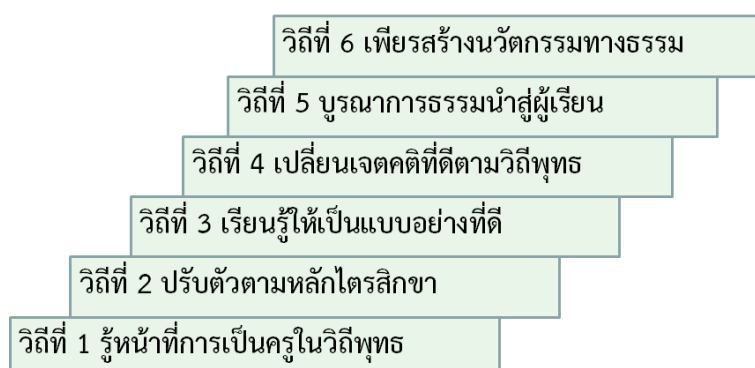 วิถีที่ 6 เพียรสร้างนวัตกรรมทางธรรม
วิถีที่ 5 บูรณาการธรรมนำสู่ผู้เรียน
วิถีที่ 4 เปลี่ยนเจตคติที่ดีตามวิถีพุทธ
วิถีที่ 3 เรียนรู้ให้เป็นแบบอย่างที่ดี
วิถีที่ 2 ปรับตัวตามหลักไตรสิกขา
วิถีที่ 1 รู้หน้าที่การเป็นครูในวิถีพุทธ